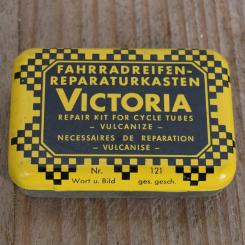 FAHRRADREIFEN-
REPARATURKASTEN
VICTORIA
REPAIR KIT FOR CYCLE TUBES
– VULCANIZE –
NECESSAIRES DE REPARATION
– VULCANISE –
Nr. 121
Wort u. Bild ges. gesch.